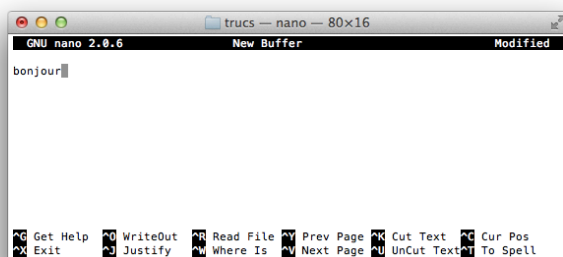 trucs — nano — 80×16
GNU nano 2.0.6 New Buffer Modified
bonjour
^G Get Help ^O WriteOut ^R Read File ^Y Prev Page ^K Cut Text ^C Cur Pos
^X Exit ^J Justify ^W Where Is ^V Next Page ^U UnCut Text ^T To Spell